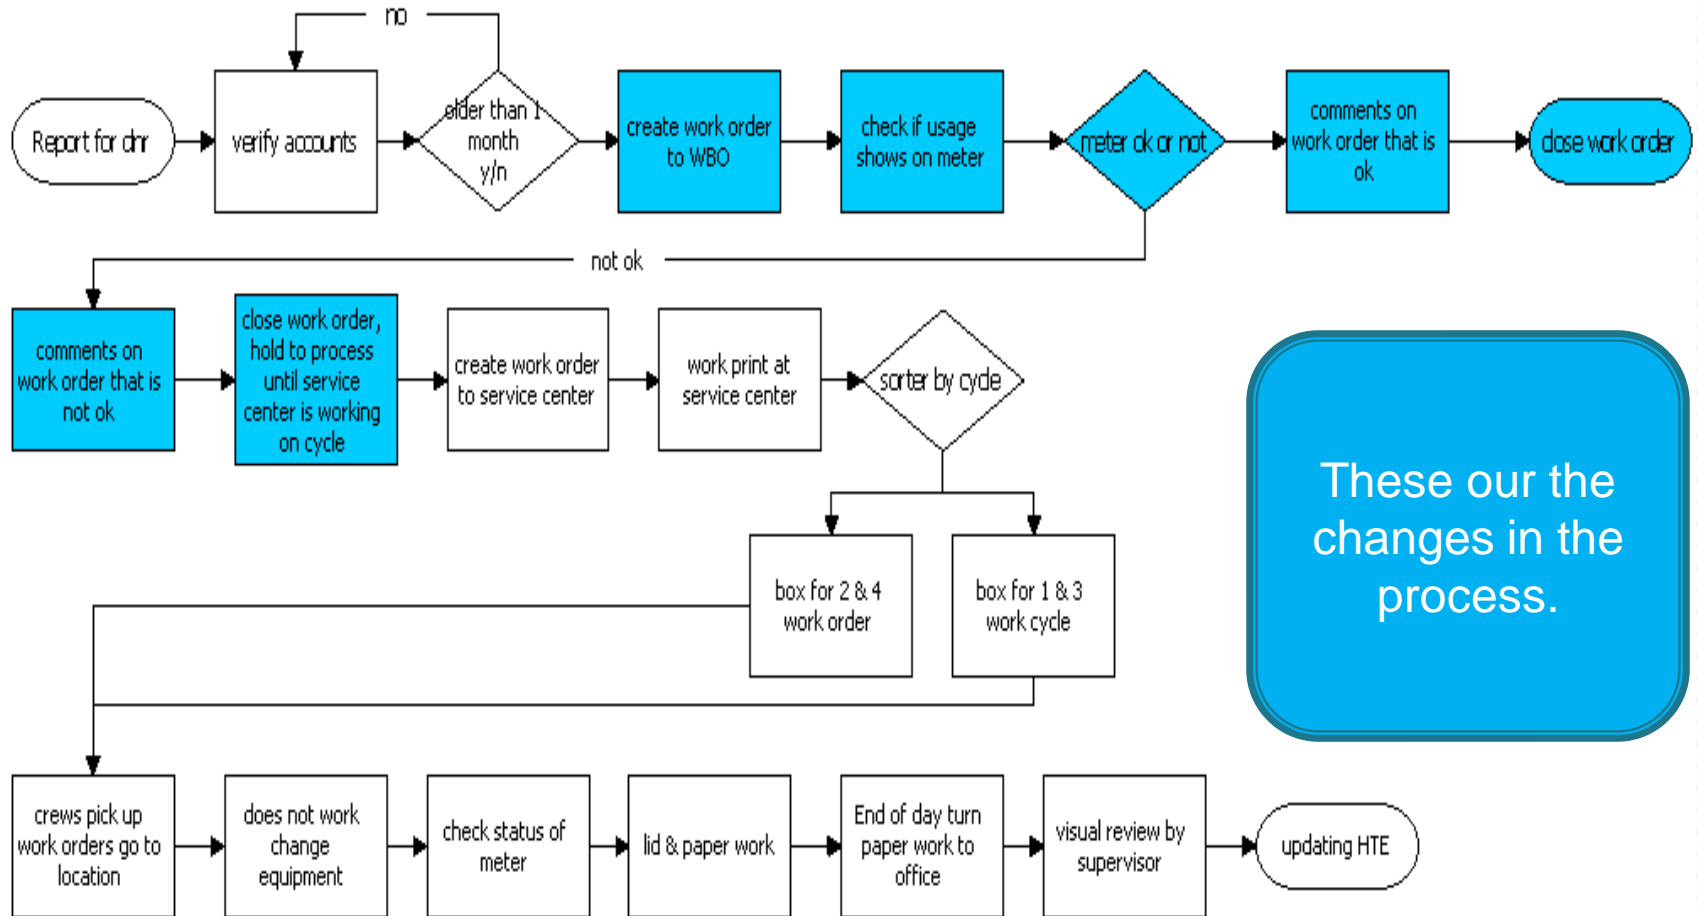 no
Report for dhr
verify accounts
older than 1
month
y/n
create work order
to WBO
check if usage
shows on meter
meter ok or not
comments on
work order that is
ok
close work order
not ok
comments on
work order that is
not ok
close work order,
hold to process
until service
center is working
on cycle
create work order
to service center
work print at
service center
sorter by cycle
These our the
changes in the
process.
box for 2 & 4
work order
box for 1 & 3
work cycle
crews pick up
work orders go to
location
does not work
change
equipment
check status of
meter
lid & paper work
End of day turn
paper work to
office
visual review by
supervisor
updating HTE